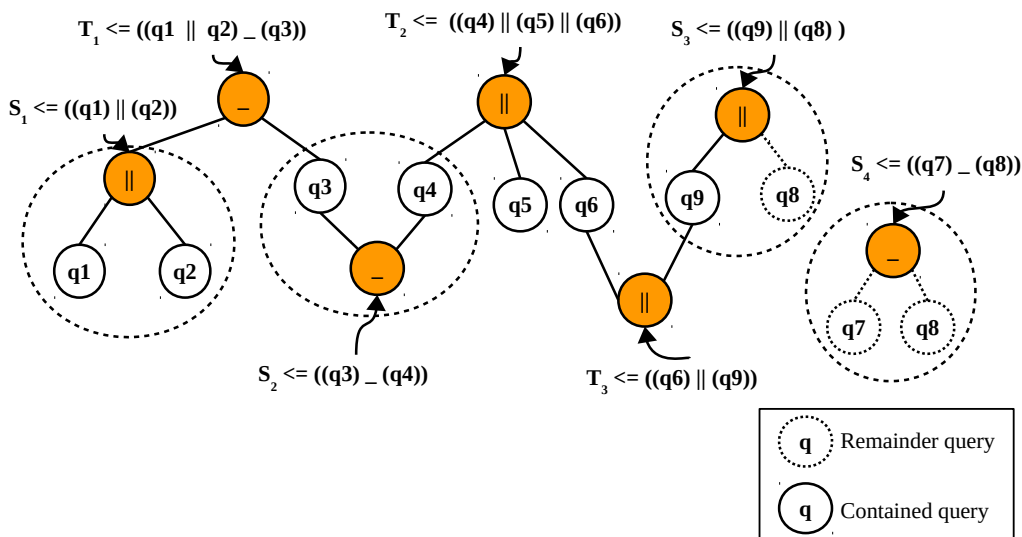 T1 <= ((q1 || q2) _ (q3))
T2 <= ((q4) || (q5) || (q6))
S3 <= ((q9) || (q8) )
S1 <= ((q1) || (q2))
_
||
||
S4 <= ((q7) _ (q8))
||
q3
q4
q5
q6
q9
q8
q1
q2
_
_
||
q7
q8
S2 <= ((q3) _ (q4))
T3 <= ((q6) || (q9))
q Remainder query
q Contained query